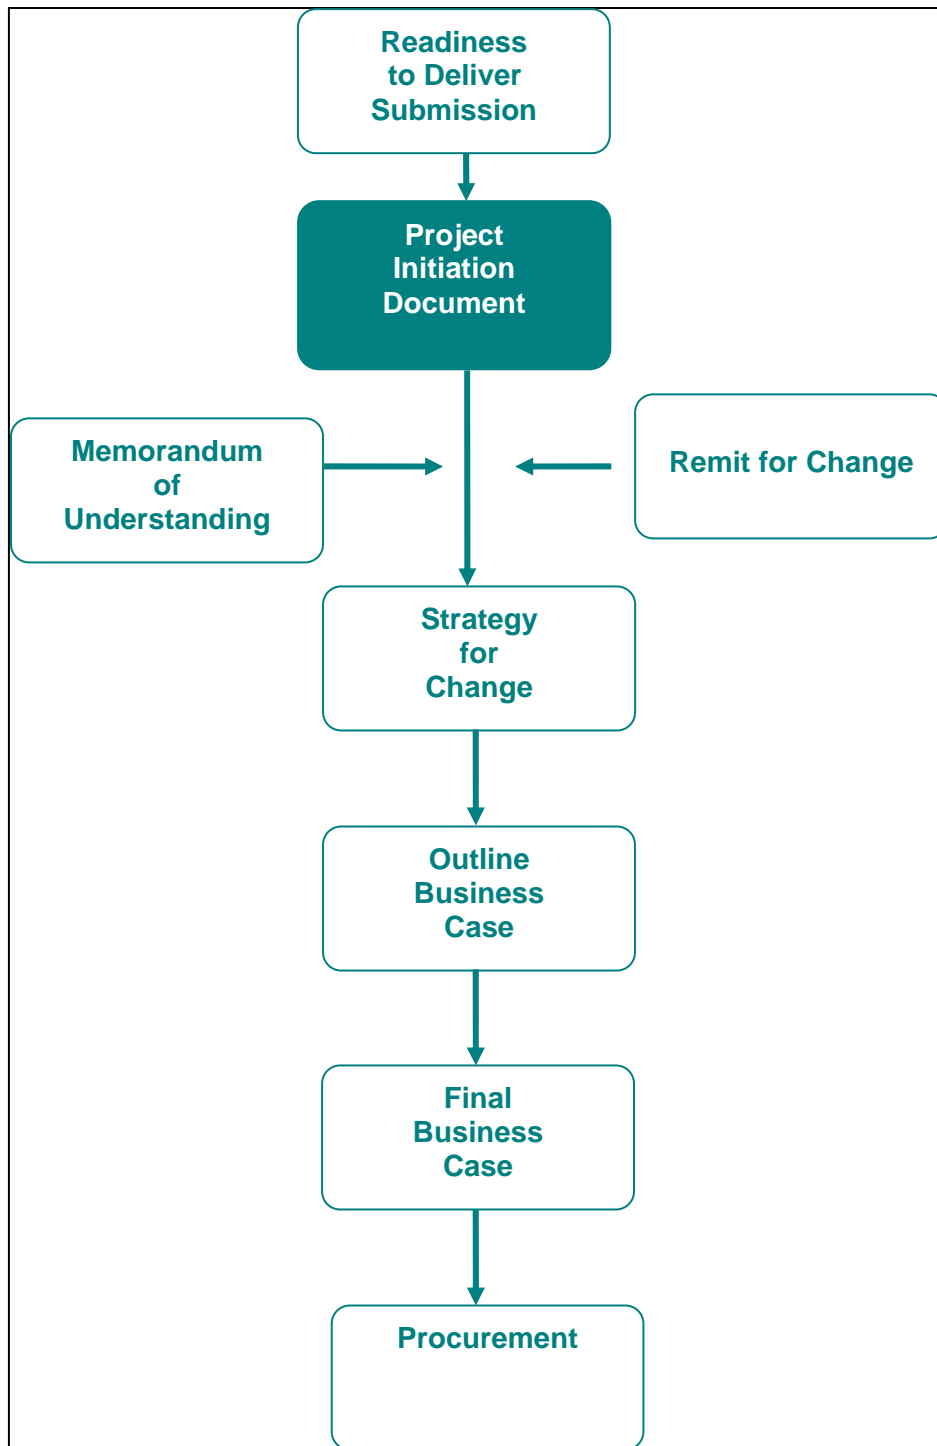 Readiness
to Deliver
Submission
Project
Initiation
Document
Memorandum
of
Understanding
Remit for Change
Strategy
for
Change
Outline
Business
Case
Final
Business
Case
Procurement